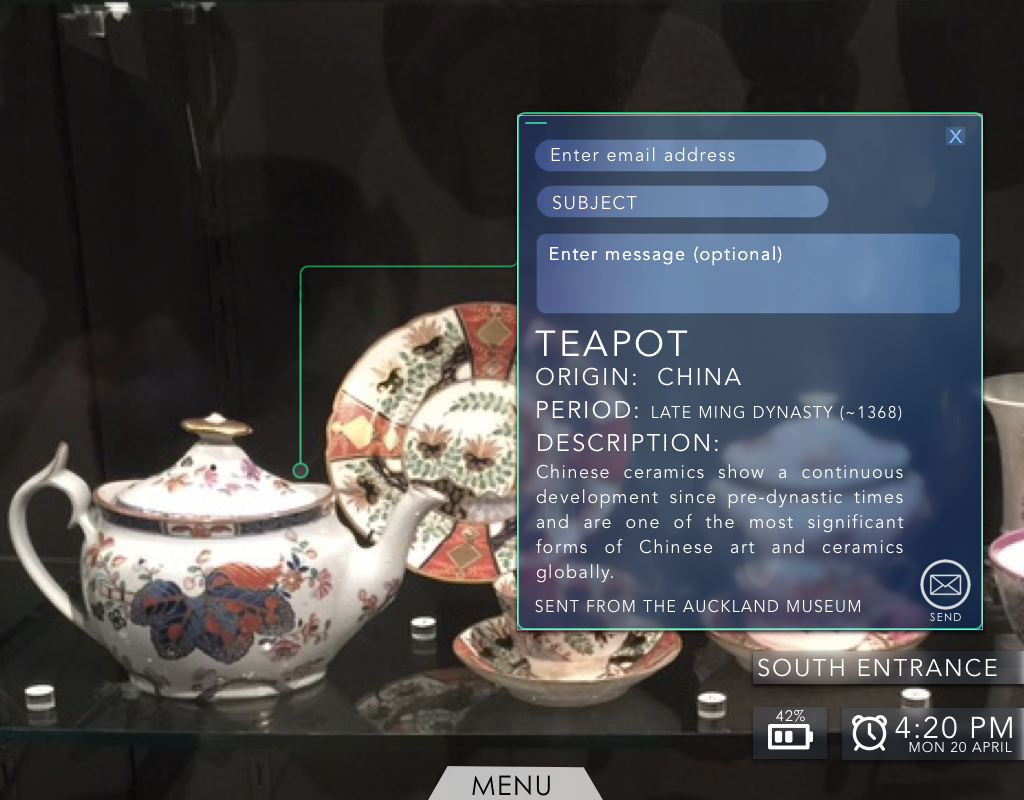 X
Enter email address
SUBJECT
Enter message (optional)
TEAPOT
ORIGIN: CHINA
PERIOD: LATE MING DYNASTY (~1368)
DESCRIPTION:
Chinese ceramics show a continuous
development since pre-dynastic times
and are one of the most significant
forms of Chinese art and ceramics
globally.
SENT FROM THE AUCKLAND MUSEUM
SEND
SOUTH ENTRANCE
42%
4:20 PM
MON 20 APRIL
MENU